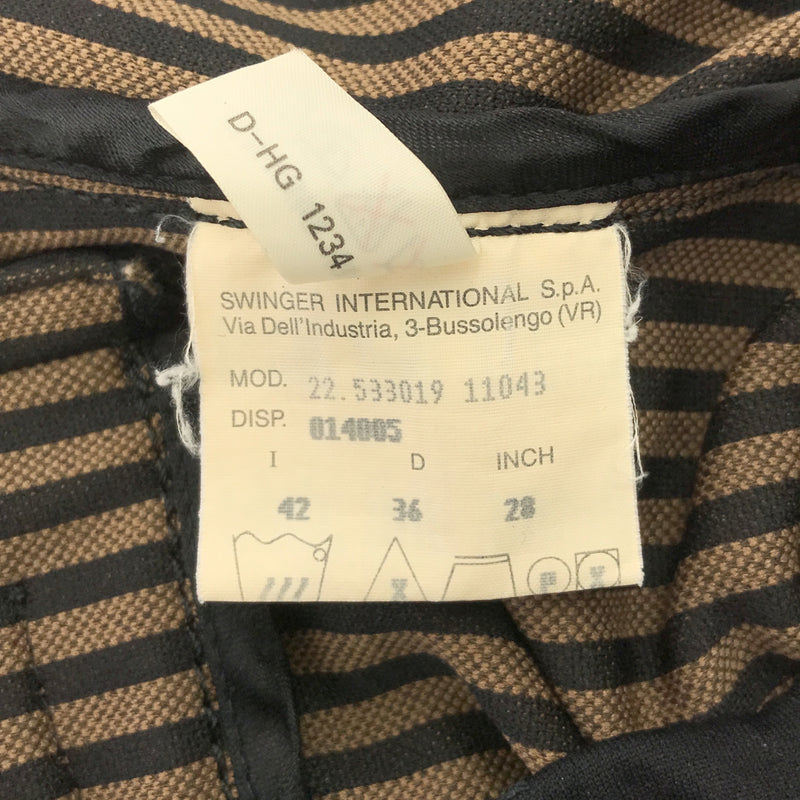 D-HG 1234
SWINGER INTERNATIONAL S.p.A.
Via Dell'Industria, 3-Bussolengo (VR)
MOD. 22.533019 11043
DISP. 014005
I D INCH
42 36 28
X P X